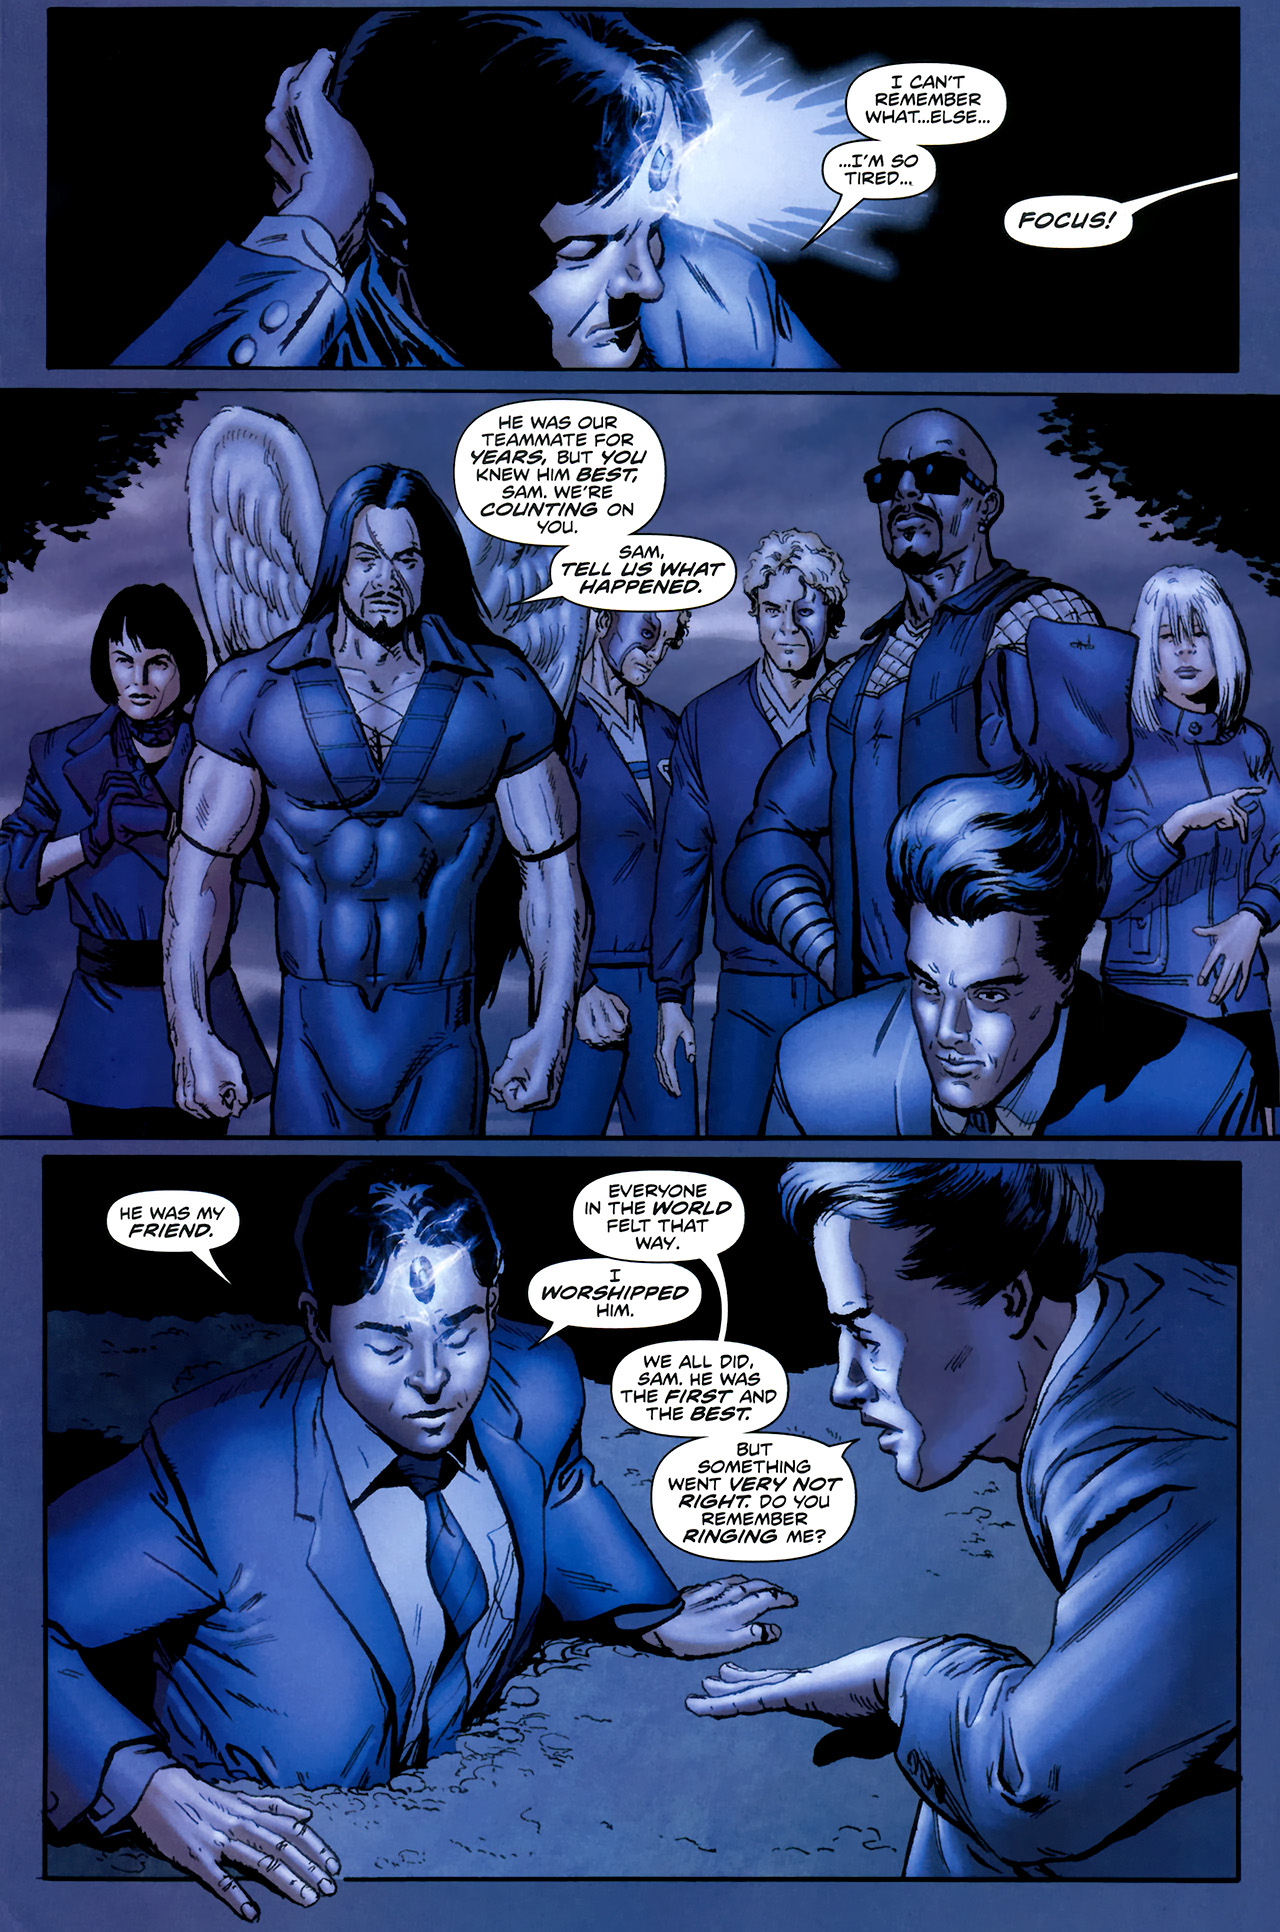 I CAN'T
REMEMBER
WHAT...ELSE...
...I'M SO
TIRED...
FOCUS!
HE WAS OUR
TEAMMATE FOR
YEARS, BUT YOU
KNEW HIM BEST,
SAM. WE'RE
COUNTING ON
YOU.
SAM,
TELL US WHAT
HAPPENED.
HE WAS MY
FRIEND.
EVERYONE
IN THE WORLD
FELT THAT
WAY.
I
WORSHIPPED
HIM.
WE ALL DID,
SAM. HE WAS
THE FIRST AND
THE BEST.
BUT
SOMETHING
WENT VERY NOT
RIGHT. DO YOU
REMEMBER
RINGING ME?